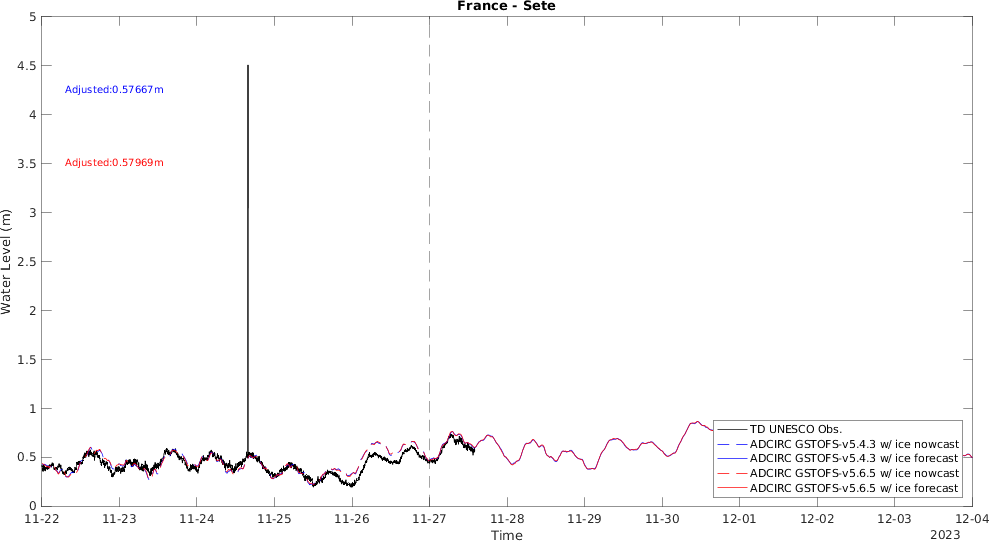 France - Sete
5
4.5
4
3.5
3
2.5
2
1.5
1
0.5
0
Water Level (m)
Adjusted:0.57667m
Adjusted:0.57969m
TD UNESCO Obs.
ADCIRC GSTOFS-v5.4.3 w/ ice nowcast
ADCIRC GSTOFS-v5.4.3 w/ ice forecast
ADCIRC GSTOFS-v5.6.5 w/ ice nowcast
ADCIRC GSTOFS-v5.6.5 w/ ice forecast
11-22 11-23 11-24 11-25 11-26 11-27 11-28 11-29 11-30 12-01 12-02 12-03 12-04
Time
2023